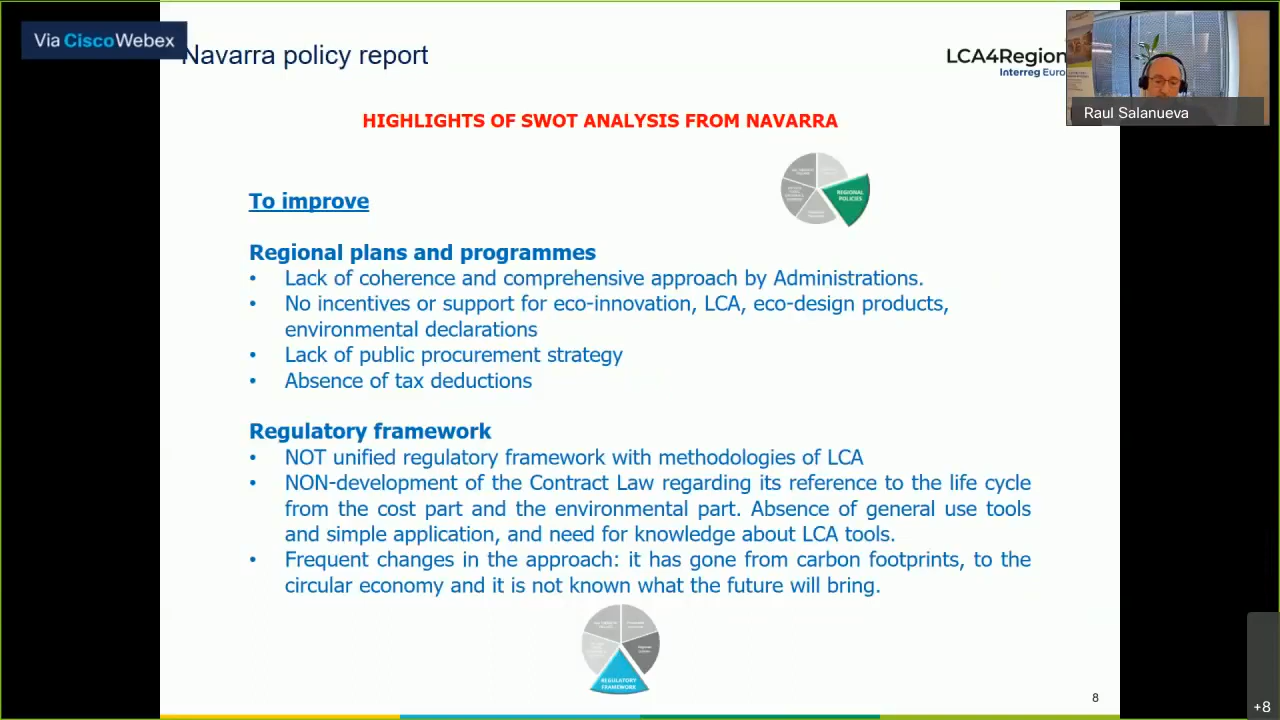 Via CiscoWebex
Navarra policy report
LCA4Region
Interreg Euro
Raul Salanueva
HIGHLIGHTS OF SWOT ANALYSIS FROM NAVARRA
REGIONAL
POLICIES
To improve
Regional plans and programmes
• Lack of coherence and comprehensive approach by Administrations.
• No incentives or support for eco-innovation, LCA, eco-design products,
environmental declarations
• Lack of public procurement strategy
• Absence of tax deductions
Regulatory framework
• NOT unified regulatory framework with methodologies of LCA
• NON-development of the Contract Law regarding its reference to the life cycle
from the cost part and the environmental part. Absence of general use tools
and simple application, and need for knowledge about LCA tools.
• Frequent changes in the approach: it has gone from carbon footprints, to the
circular economy and it is not known what the future will bring.
REGULATORY
FRAMEWORK
8
+8